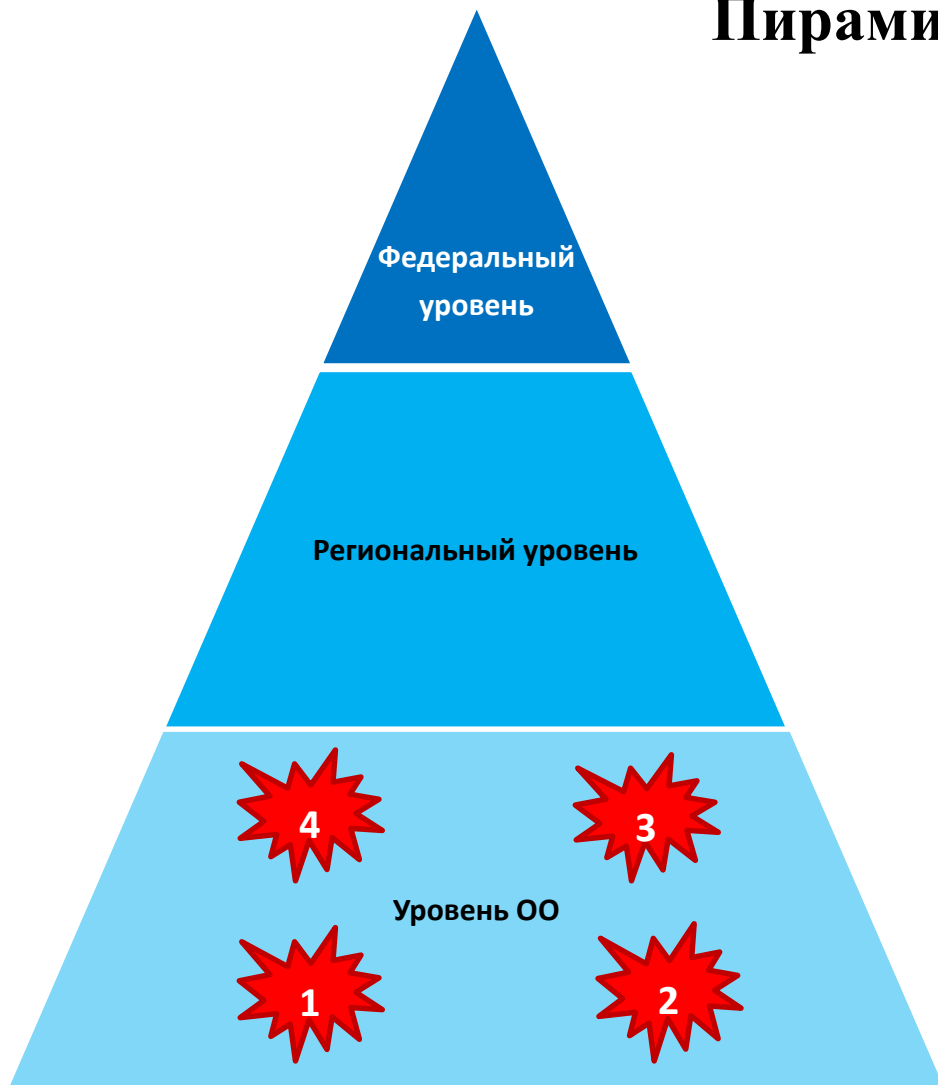 Пирами
Федеральный
уровень
Региональный уровень
4 3
Уровень ОО
1 2